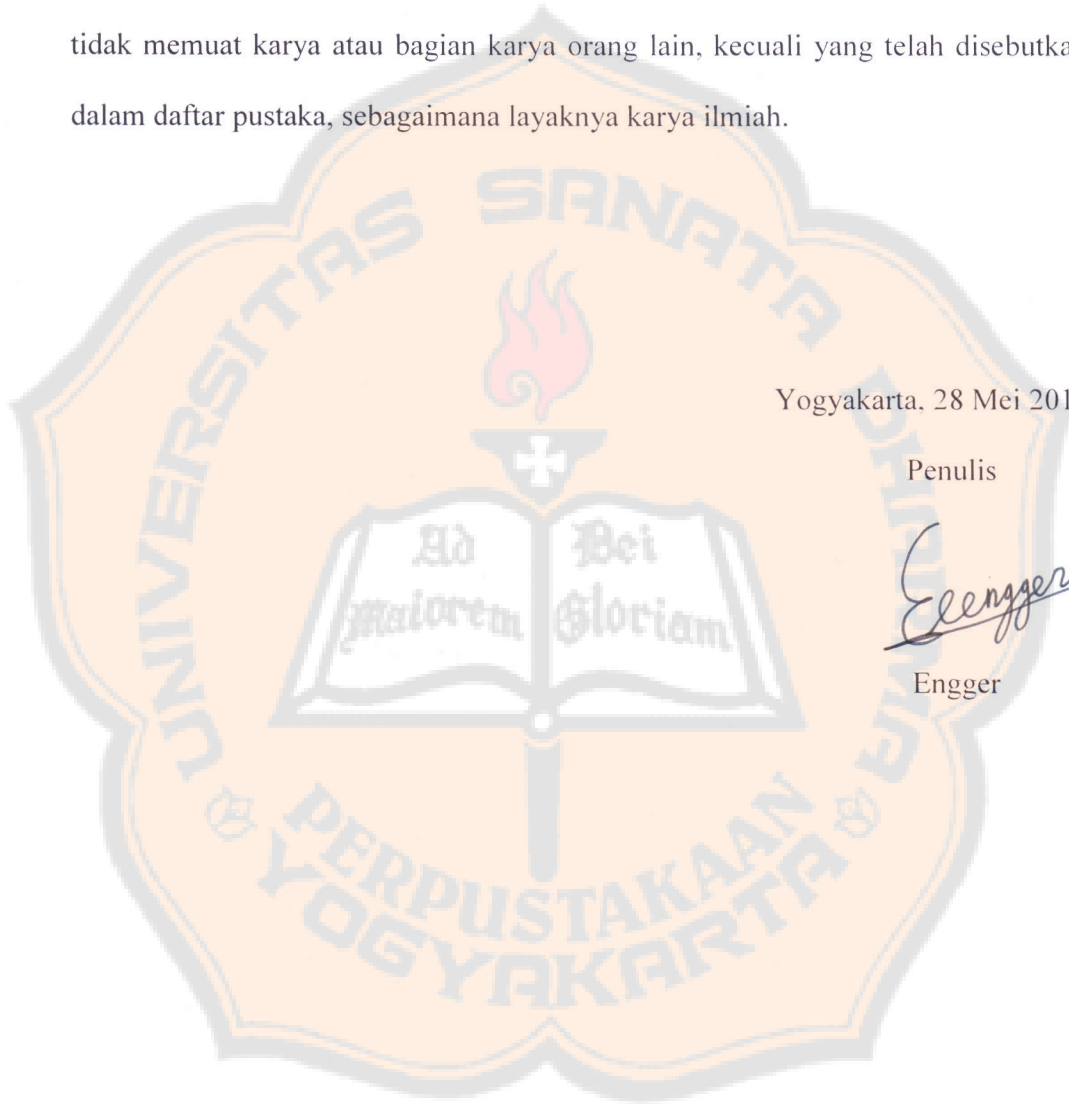 tidak memuat karya atau bagian karya orang lain, kecuali yang telah disebutka
dalam daftar pustaka, sebagaimana layaknya karya ilmiah.
UNIVERSITAS SANATA DHARMA
Yogyakarta, 28 Mei 201
Penulis
Ad Dei
Maiorem Gloriam
Engger
PERPUSTAKAAN
YOGYAKARTA